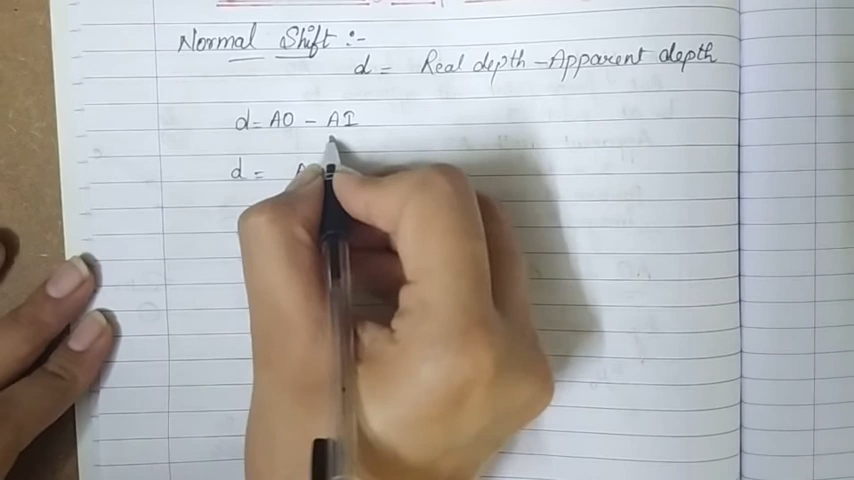 Normal Shift :-
d = Real depth - Apparent depth
d = AO - AI
d =